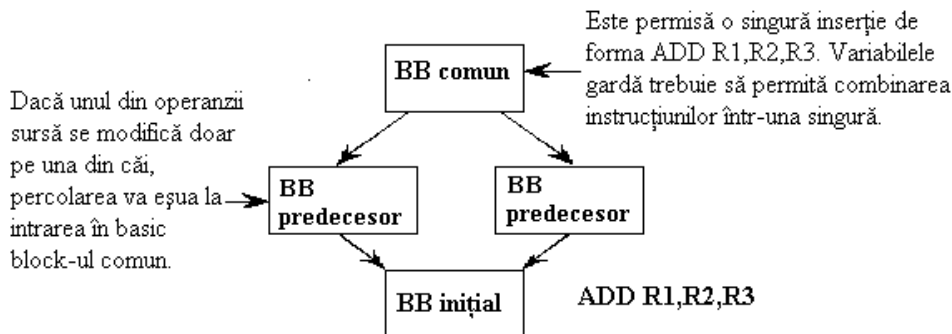 Este permisă o singură inserție de
forma ADD R1,R2,R3. Variabilele
gardă trebuie să permită combinarea
instrucțiunilor într-una singură.
BB comun
Dacă unul din operanzii
sursă se modifică doar
pe una din căi,
percolarea va eșua la
intrarea în basic
block-ul comun.
BB
predecesor
BB
predecesor
BB inițial
ADD R1,R2,R3